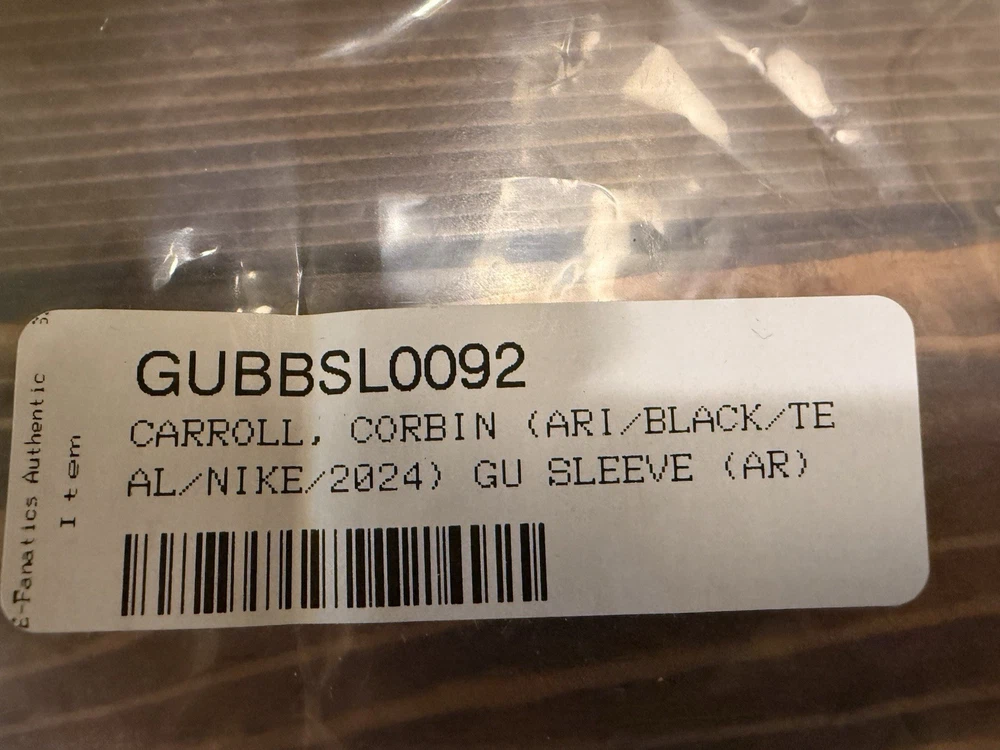 GUBBSL0092
CARROLL, CORBIN (ARI/BLACK/TE
AL/NIKE/2024) GU SLEEVE (AR)
E-Fanatics Authentic
Item